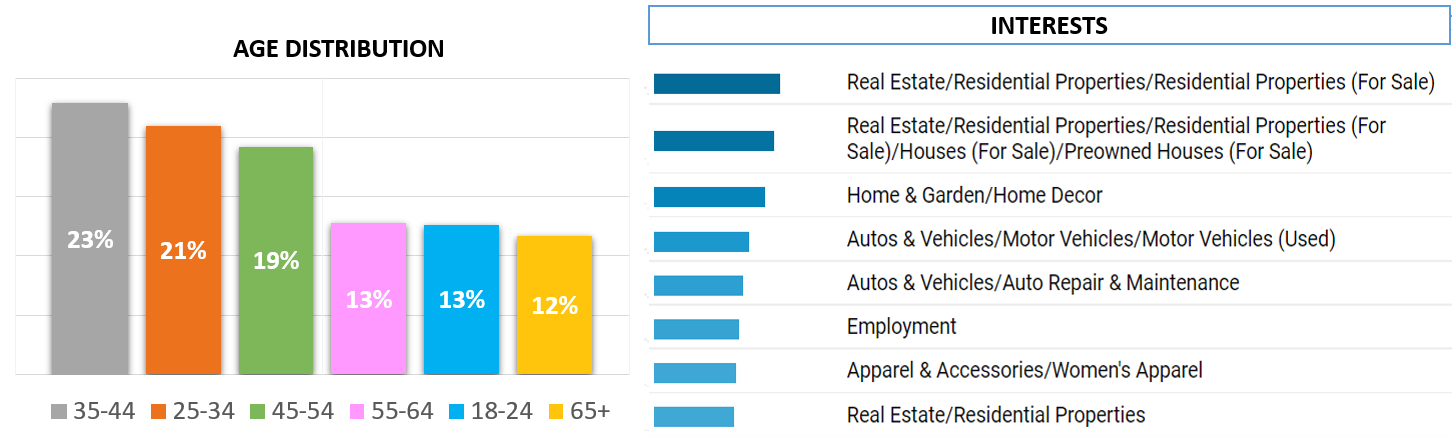 AGE DISTRIBUTION
23%
21%
19%
13%
13%
12%
35-44 25-34 45-54 55-64 18-24 65+
INTERESTS
Real Estate/Residential Properties/Residential Properties (For Sale)
Real Estate/Residential Properties/Residential Properties (For
Sale)/Houses (For Sale)/Preowned Houses (For Sale)
Home & Garden/Home Decor
Autos & Vehicles/Motor Vehicles/Motor Vehicles (Used)
Autos & Vehicles/Auto Repair & Maintenance
Employment
Apparel & Accessories/Women's Apparel
Real Estate/Residential Properties